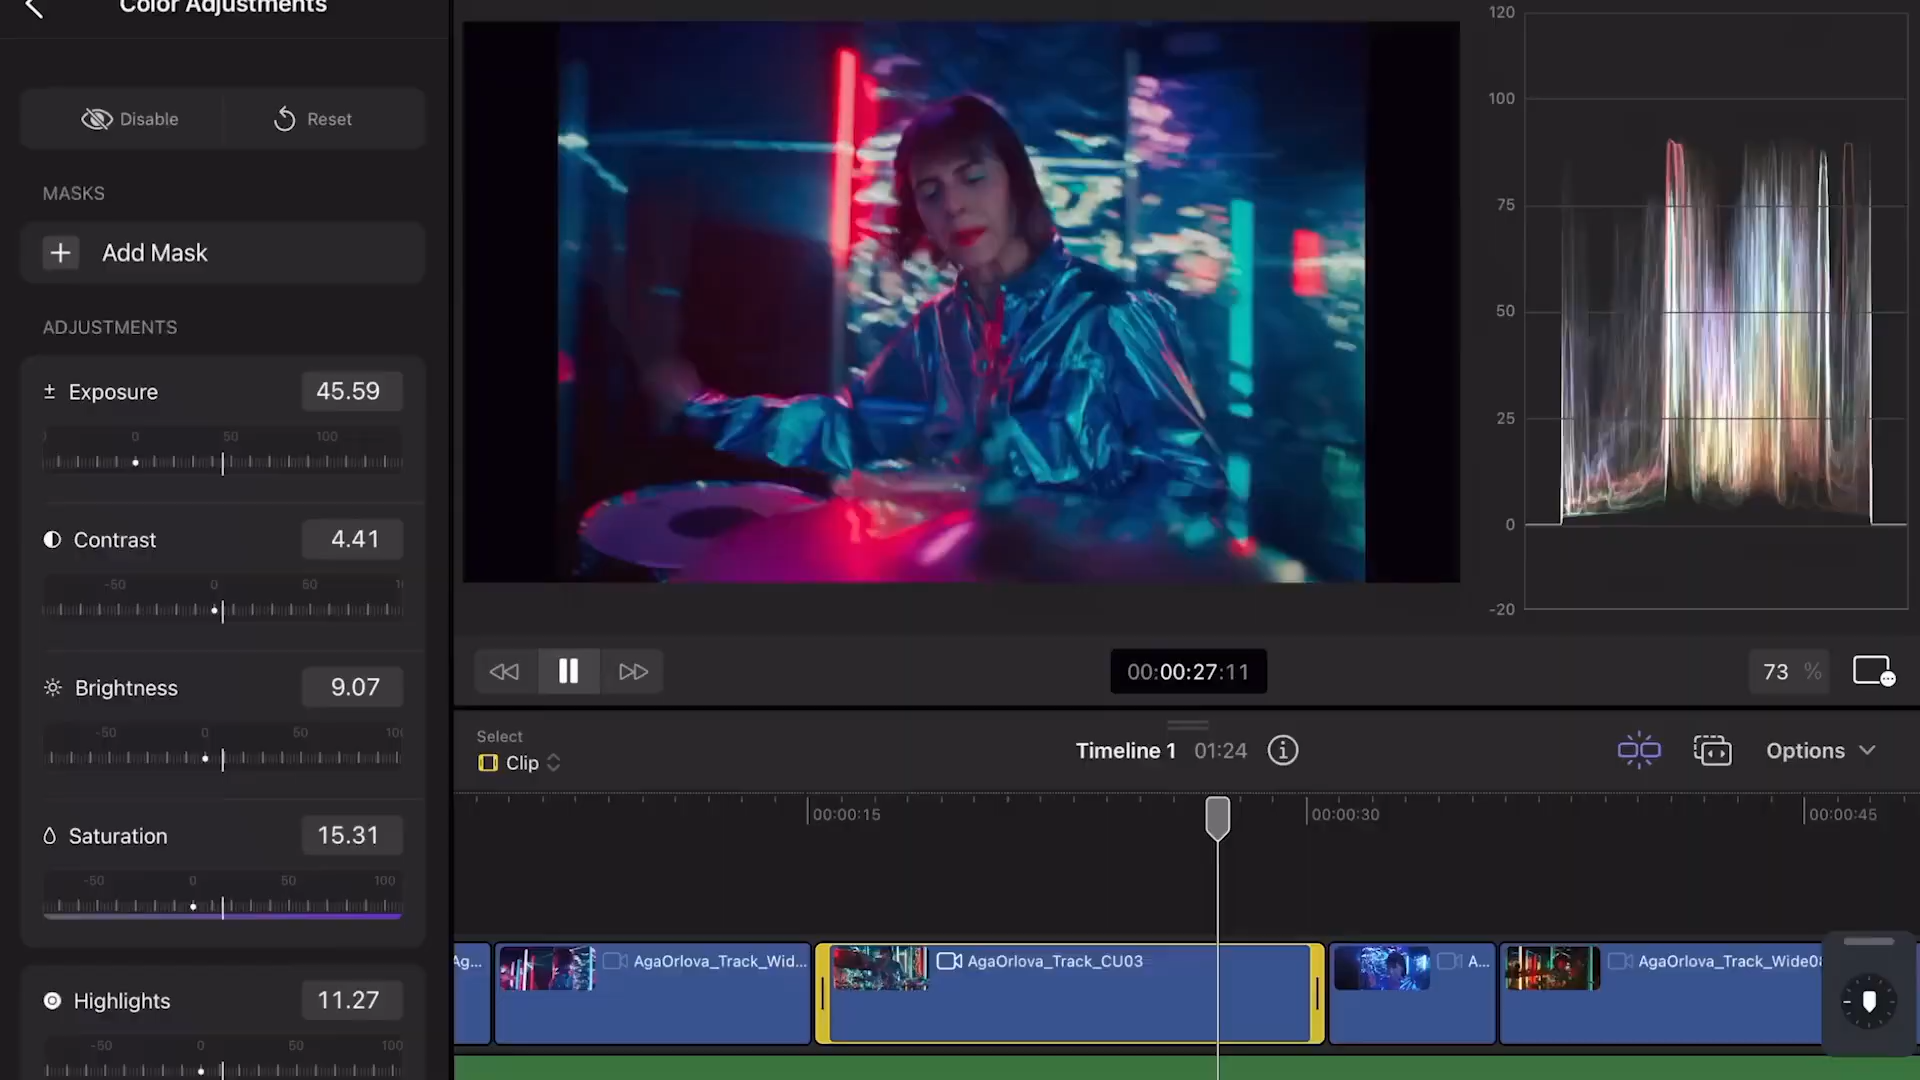 Color Adjustments
Disable
Reset
MASKS
Add Mask
ADJUSTMENTS
Exposure 45.59
0 50 100
Contrast 4.41
-50 0 50
Brightness 9.07
-50 0 50
Saturation 15.31
-50 0 50 100
Highlights 11.27
-50 0 50 100
120
100
75
50
25
0
-20
00:00:27:11
73 %
Select
Clip
Timeline 1 01:24
Options
00:00:15 00:00:30 00:00:45
Ag...
AgaOrlova_Track_Wid...
AgaOrlova_Track_CU03
A...
AgaOrlova_Track_Wide0